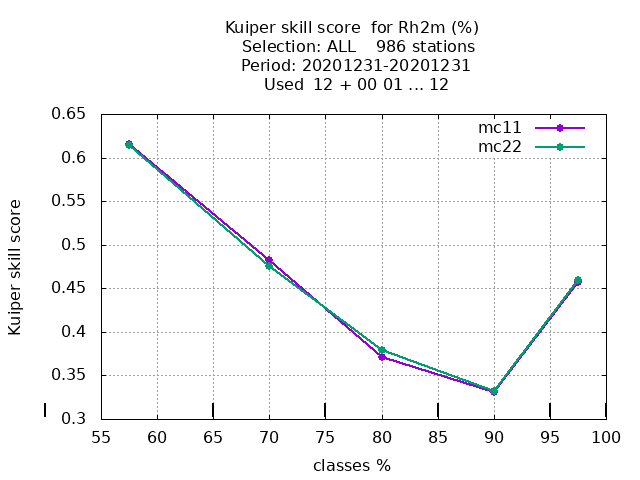 Kuiper skill score  for Rh2m (%)
Selection: ALL    986 stations
Period: 20201231-20201231
Used  12 + 00 01 ... 12
mc11
mc22
Kuiper skill score
0.65
0.6
0.55
0.5
0.45
0.4
0.35
0.3
55 60 65 70 75 80 85 90 95 100
classes %